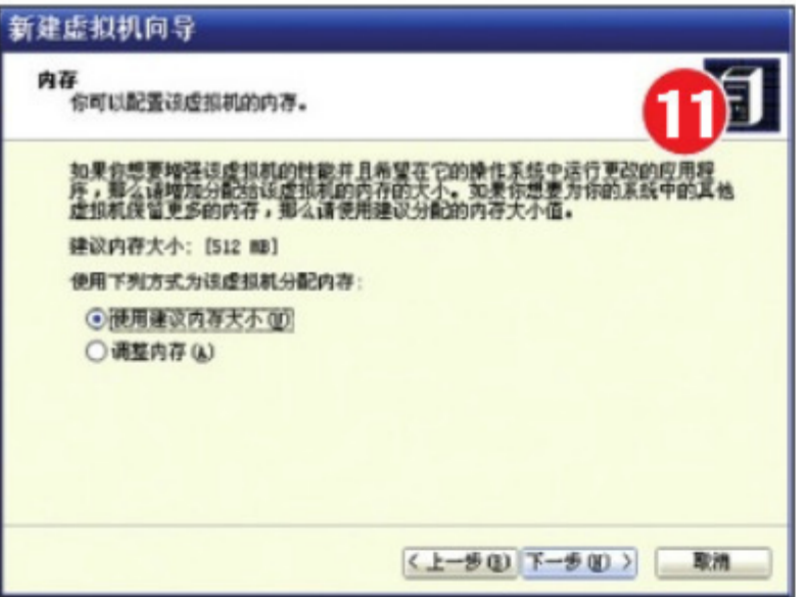 新建虚拟机向导
内存
你可以配置该虚拟机的内存。
11
如果你想要增强该虚拟机的性能并且希望在它的操作系统中运行更改的应用程
序，那么请增加分配给该虚拟机的内存的大小。如果你想要为你的系统中的其他
虚拟机保留更多的内存，那么请使用建议分配的内存大小值。
建议内存大小: [512 MB]
使用下列方式为该虚拟机分配内存:
使用建议内存大小(U)
调整内存(A)
<上一步(B) 下一步(N)> 取消